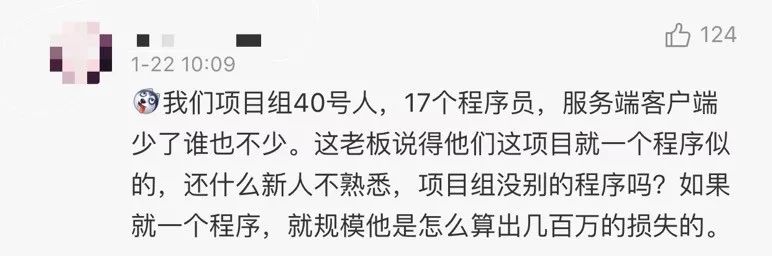 124
1-22 10:09
我们项目组40号人，17个程序员，服务端客户端
少了谁也不少。这老板说得他们这项目就一个程序似
的，还什么新人不熟悉，项目组没别的程序吗？如果
就一个程序，就规模他是怎么算出几百万的损失的。